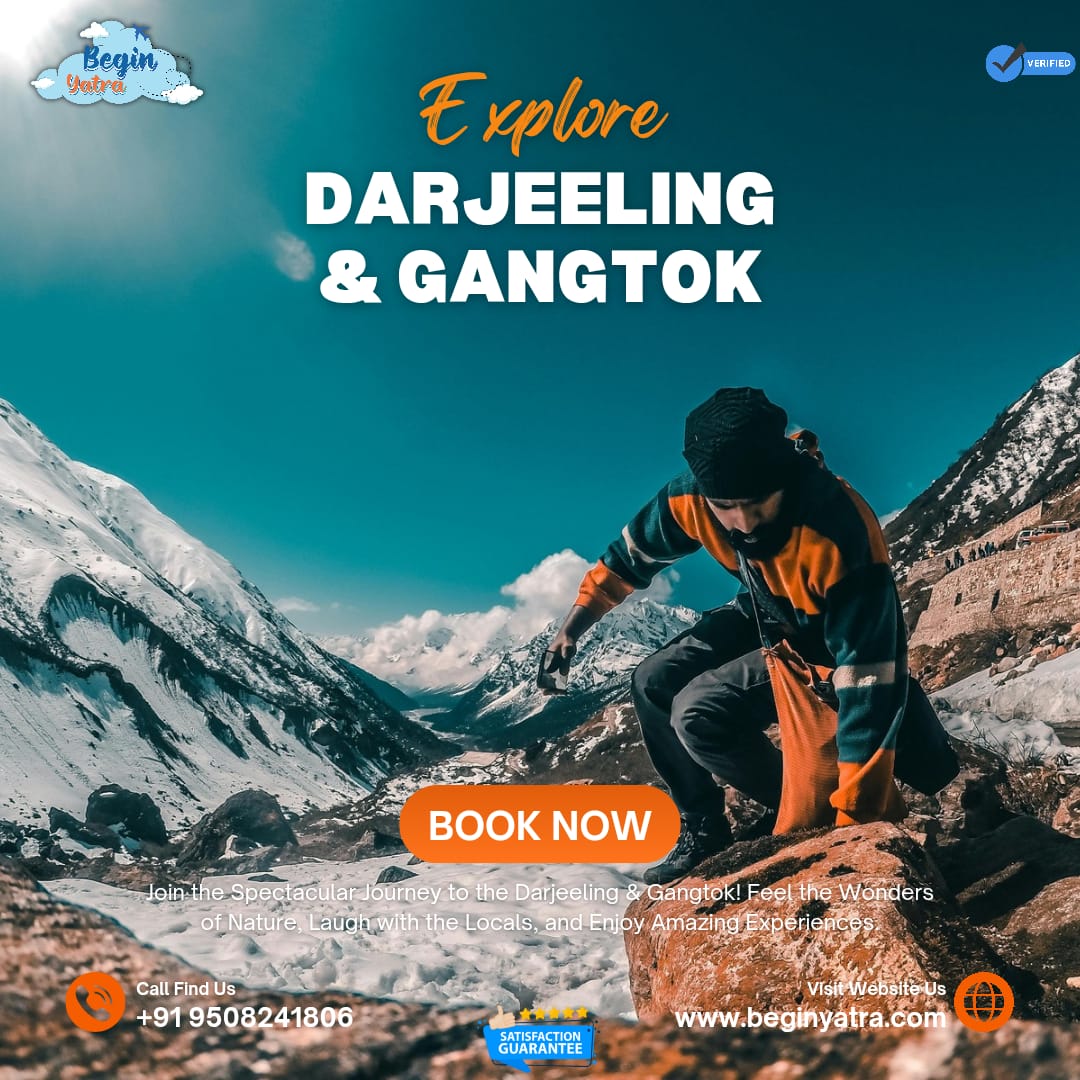 Begin
Yatra
VERIFIED
Explore
DARJEELING
& GANGTOK
BOOK NOW
Join the Spectacular Journey to the Darjeeling & Gangtok! Feel the Wonders
of Nature, Laugh with the Locals, and Enjoy Amazing Experiences.
Call Find Us
+91 9508241806
Visit Website Us
www.beginyatra.com
SATISFACTION
GUARANTEE